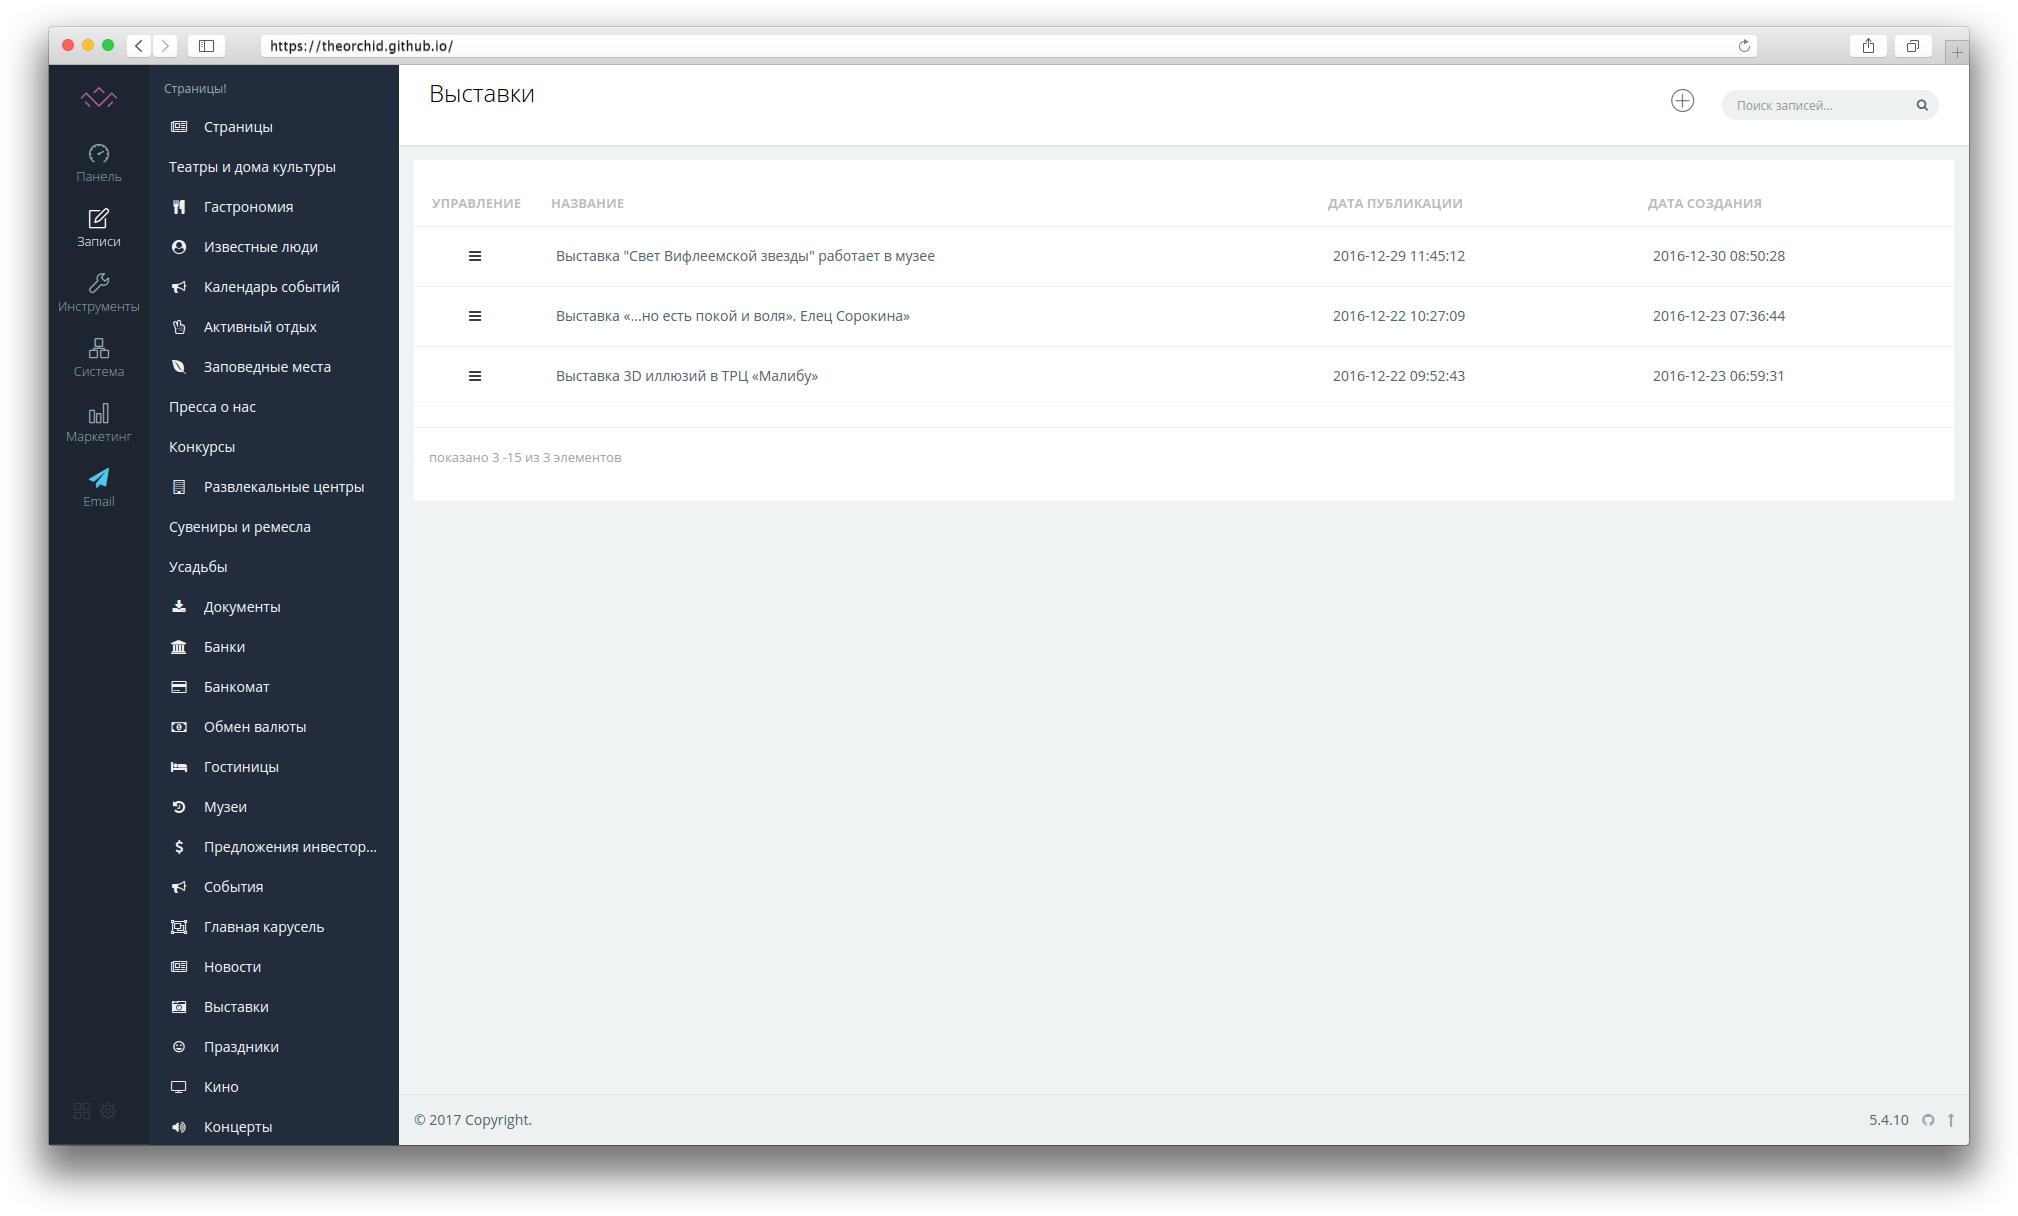 https://theorchid.github.io/
Панель
Записи
Инструменты
Система
Маркетинг
Email
Страницы!
Страницы
Театры и дома культуры
Гастрономия
Известные люди
Календарь событий
Активный отдых
Заповедные места
Пресса о нас
Конкурсы
Развлекальные центры
Сувениры и ремесла
Усадьбы
Документы
Банки
Банкомат
Обмен валюты
Гостиницы
Музеи
Предложения инвестор...
События
Главная карусель
Новости
Выставки
Праздники
Кино
Концерты
Выставки
Поиск записей...
УПРАВЛЕНИЕ НАЗВАНИЕ ДАТА ПУБЛИКАЦИИ ДАТА СОЗДАНИЯ
Выставка "Свет Вифлеемской звезды" работает в музее 2016-12-29 11:45:12 2016-12-30 08:50:28
Выставка «...но есть покой и воля». Елец Сорокина» 2016-12-22 10:27:09 2016-12-23 07:36:44
Выставка 3D иллюзий в ТРЦ «Малибу» 2016-12-22 09:52:43 2016-12-23 06:59:31
показано 3 -15 из 3 элементов
© 2017 Copyright. 5.4.10